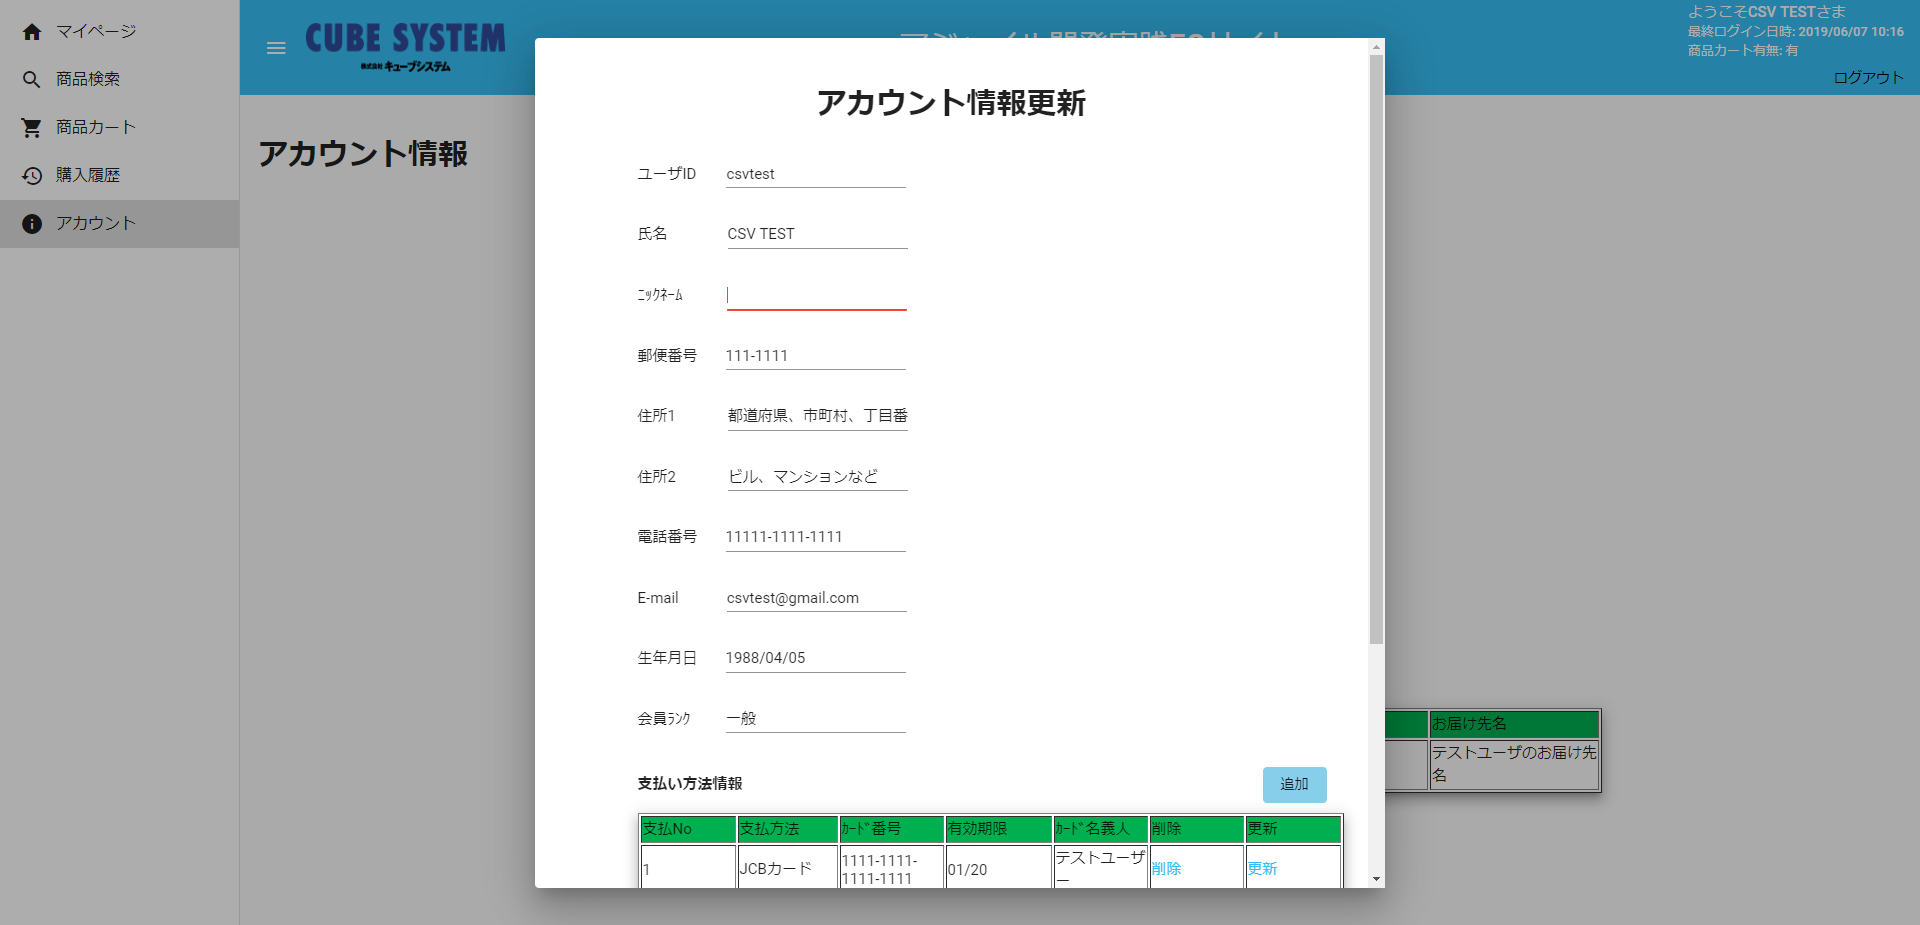 マイページ
商品検索
商品カート
購入履歴
アカウント
CUBE SYSTEM
株式会社 キューブシステム
ようこそCSV TESTさま
最終ログイン日時: 2019/06/07 10:16
商品カート有無: 有
ログアウト
アカウント情報
アカウント情報更新
ユーザID csvtest
氏名 CSV TEST
ﾆｯｸﾈｰﾑ
郵便番号 111-1111
住所1 都道府県、市町村、丁目番
住所2 ビル、マンションなど
電話番号 11111-1111-1111
E-mail csvtest@gmail.com
生年月日 1988/04/05
会員ﾗﾝｸ 一般
支払い方法情報 追加
支払No 支払方法 ｶｰﾄﾞ番号 有効期限 ｶｰﾄﾞ名義人 削除 更新
1 JCBカード 1111-1111-1111-1111 01/20 テストユーザー 削除 更新
お届け先名
テストユーザのお届け先
名